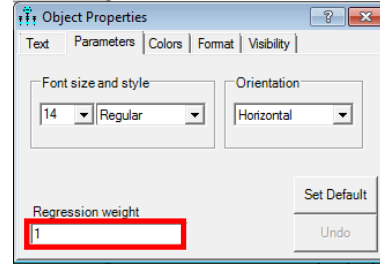 Object Properties
Text Parameters Colors Format Visibility
Font size and style Orientation
14 Regular Horizontal
Set Default
Regression weight
1 Undo